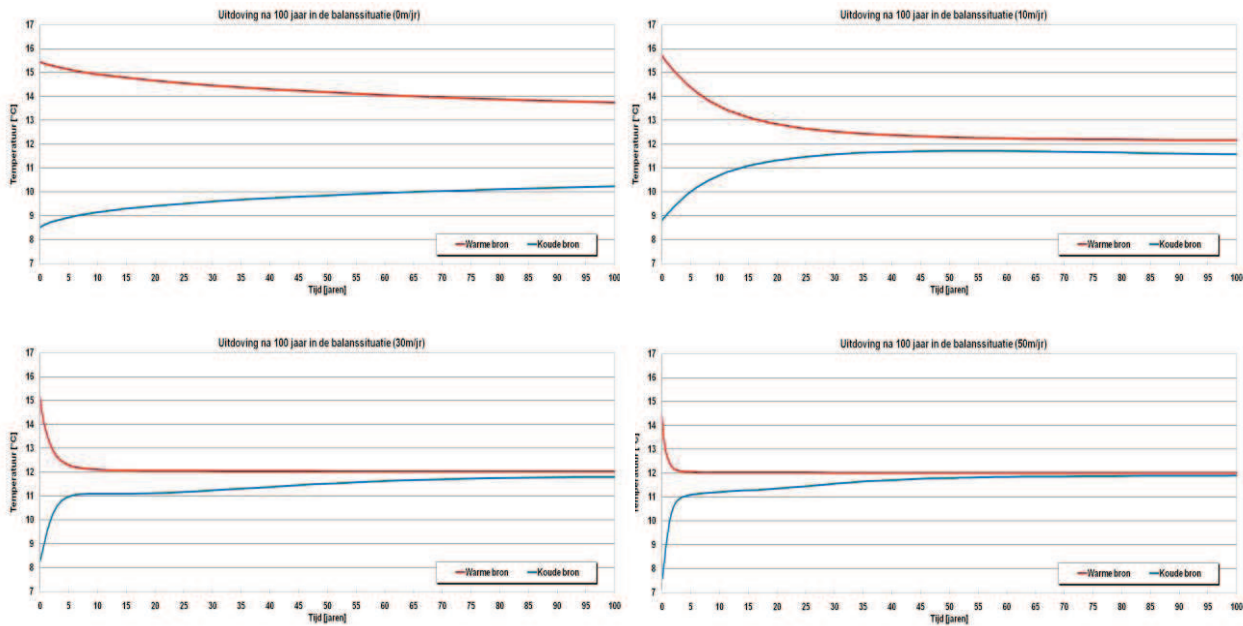 Uitdoving na 100 jaar in de balanssituatie (0m/jr)
17
16
15
14
13
12
11
10
9
8
7
Temperatuur [°C]
Warme bron Koude bron
0 5 10 15 20 25 30 35 40 45 50 55 60 65 70 75 80 85 90 95 100
Tijd [jaren]
Uitdoving na 100 jaar in de balanssituatie (10m/jr)
17
16
15
14
13
12
11
10
9
8
7
Temperatuur [°C]
Warme bron Koude bron
0 5 10 15 20 25 30 35 40 45 50 55 60 65 70 75 80 85 90 95 100
Tijd [jaren]
Uitdoving na 100 jaar in de balanssituatie (30m/jr)
17
16
15
14
13
12
11
10
9
8
7
Temperatuur [°C]
Warme bron Koude bron
0 5 10 15 20 25 30 35 40 45 50 55 60 65 70 75 80 85 90 95 100
Tijd [jaren]
Uitdoving na 100 jaar in de balanssituatie (50m/jr)
17
16
15
14
13
12
11
10
9
8
7
Temperatuur [°C]
Warme bron Koude bron
0 5 10 15 20 25 30 35 40 45 50 55 60 65 70 75 80 85 90 95 100
Tijd [jaren]